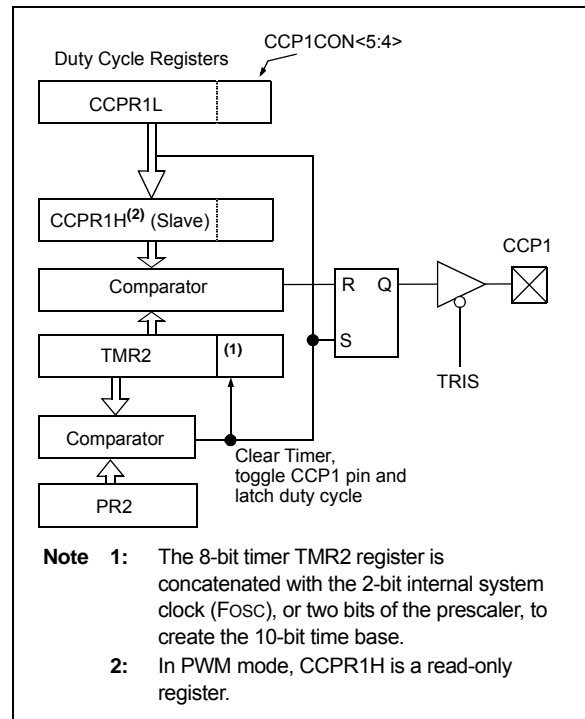 CCP1CON<5:4>
Duty Cycle Registers
CCPR1L
CCPR1H(2) (Slave)
CCP1
Comparator
R Q
S
TMR2 (1)
TRIS
Comparator
Clear Timer,
toggle CCP1 pin and
latch duty cycle
PR2
Note 1: The 8-bit timer TMR2 register is
concatenated with the 2-bit internal system
clock (FOSC), or two bits of the prescaler, to
create the 10-bit time base.
2: In PWM mode, CCPR1H is a read-only
register.